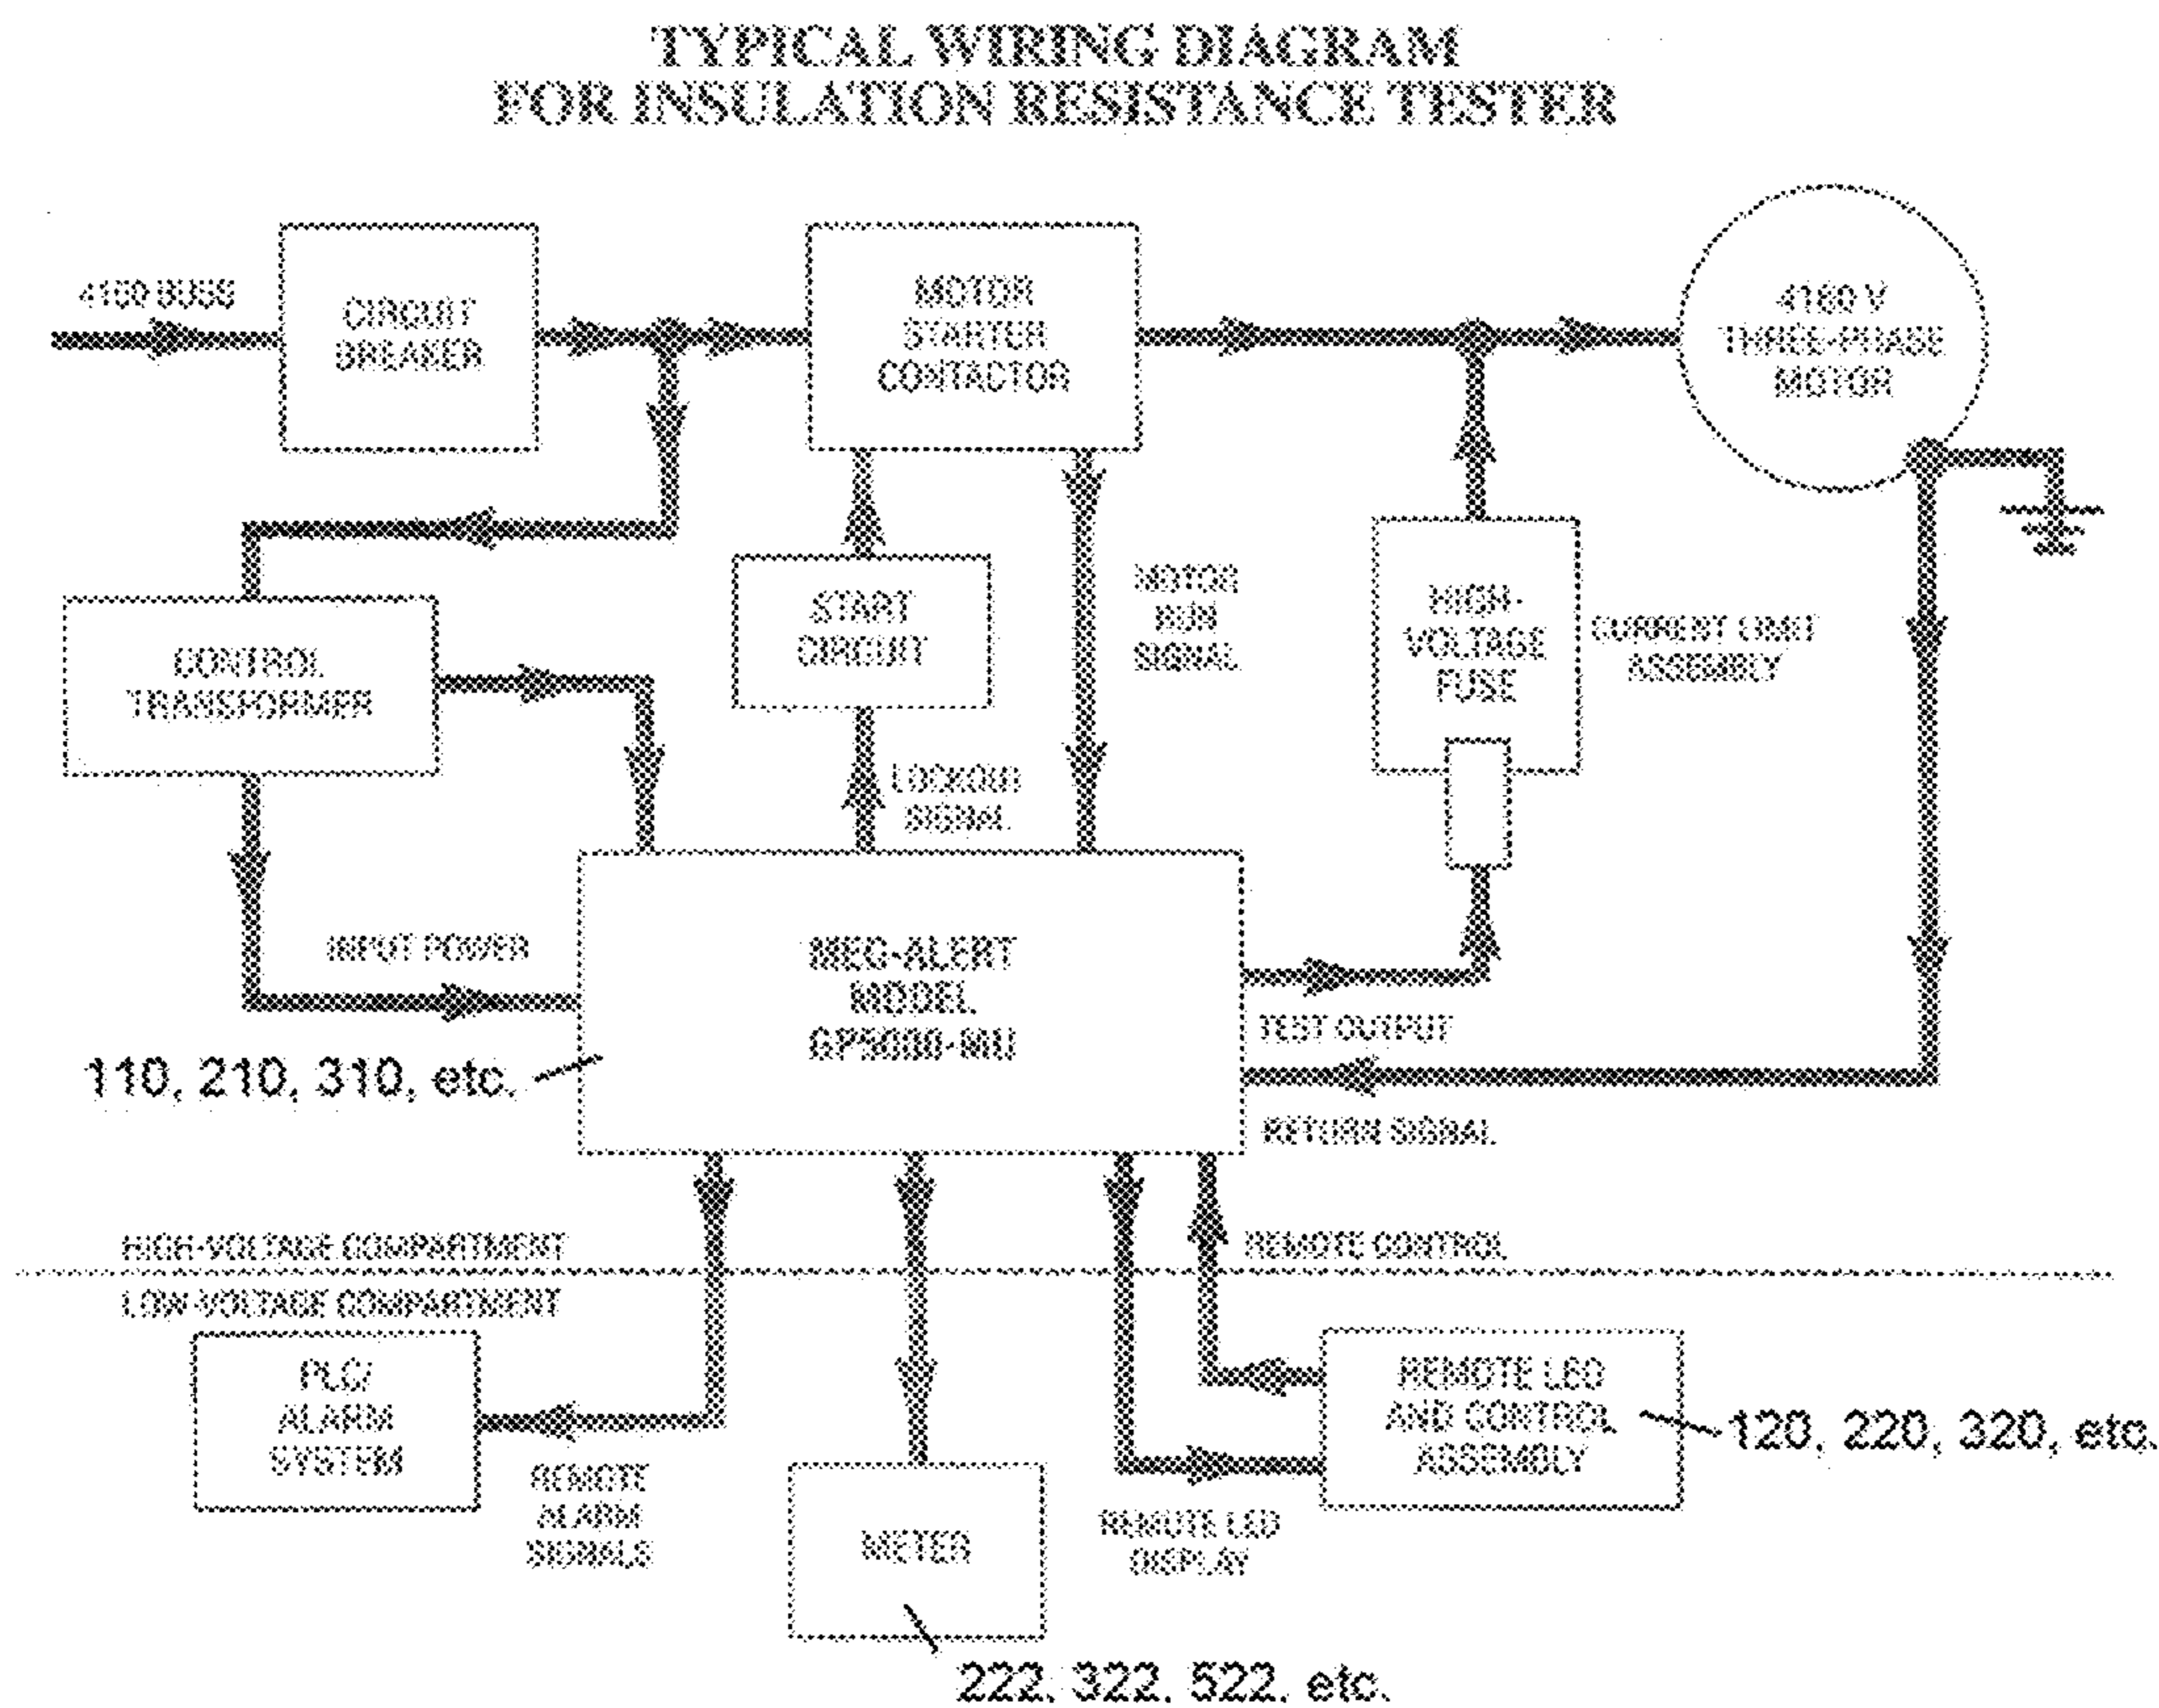 TYPICAL WIRING DIAGRAM
FOR INSULATION RESISTANCE TESTER
4160 BUSS
CIRCUIT
BREAKER
MOTOR
STARTER
CONTACTOR
4160 V
THREE-PHASE
MOTOR
CONTROL
TRANSFORMER
START
CIRCUIT
MOTOR
RUN
SIGNAL
HIGH-
VOLTAGE
FUSE
CURRENT LIMIT
ASSEMBLY
LOCKOUT
SIGNAL
INPUT POWER
MEG-ALERT
MODEL
GP5000-MU
TEST OUTPUT
110, 210, 310, etc.
RETURN SIGNAL
HIGH-VOLTAGE COMPARTMENT
REMOTE CONTROL
LOW-VOLTAGE COMPARTMENT
PLC/
ALARM
SYSTEM
REMOTE LED
AND CONTROL
ASSEMBLY
120, 220, 320, etc.
REMOTE
ALARM
SIGNALS
METER
REMOTE LED
DISPLAY
222, 322, 522, etc.